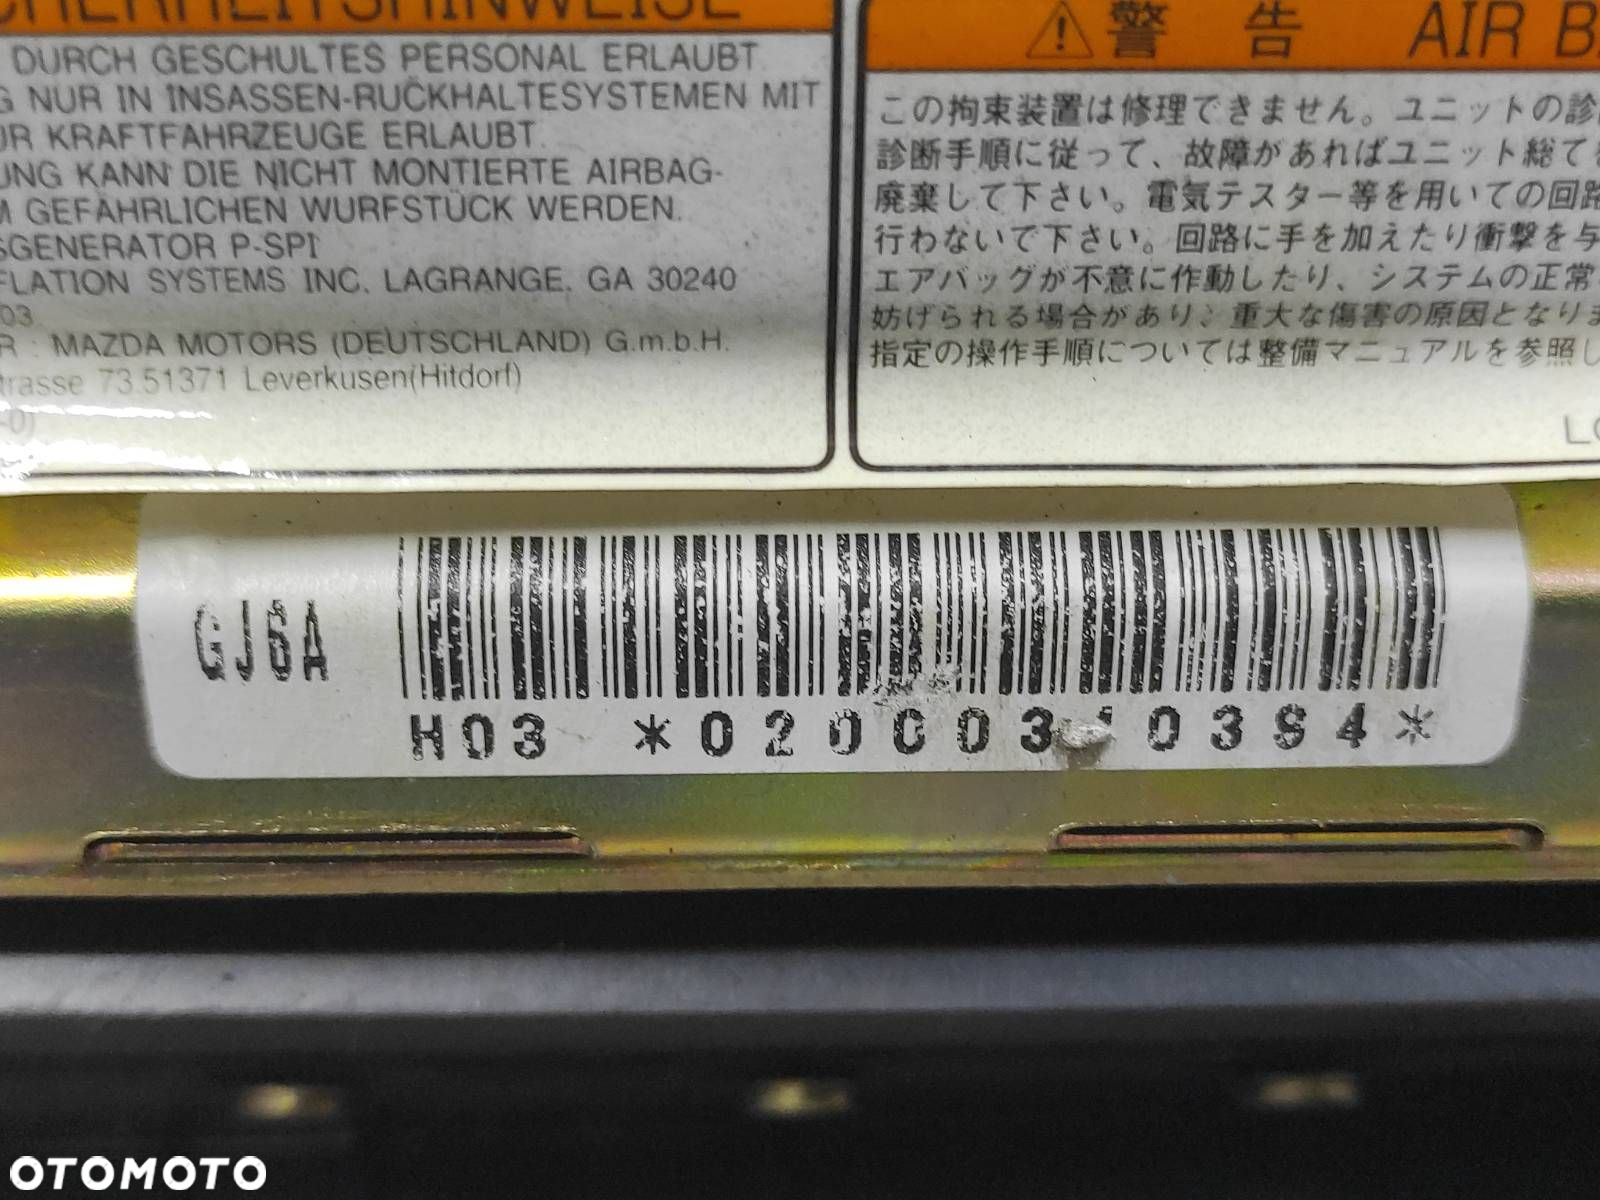 SICHERHEITSHINWEISE
DURCH GESCHULTES PERSONAL ERLAUBT
G NUR IN INSASSEN-RUCKHALTESYSTEMEN MIT
UR KRAFTFAHRZEUGE ERLAUBT.
UNG KANN DIE NICHT MONTIERTE AIRBAG-
M GEFÄHRLICHEN WURFSTÜCK WERDEN.
SGENERATOR P-SPI
FLATION SYSTEMS INC. LAGRANGE. GA 30240
03
R : MAZDA MOTORS (DEUTSCHLAND) G.m.b.H.
trasse 73.51371 Leverkusen(Hitdorf)
-0)
⚠警 告 AIR B
この拘束装置は修理できません。ユニットの診
診断手順に従って、故障があればユニット総て
廃棄して下さい。電気テスター等を用いての回路
行わないで下さい。回路に手を加えたり衝撃を与
エアバッグが不意に作動したり、システムの正常
妨げられる場合があり、重大な傷害の原因となりま
指定の操作手順については整備マニュアルを参照し
GJ6A
H03 *020003 0384*
OTOMOTO